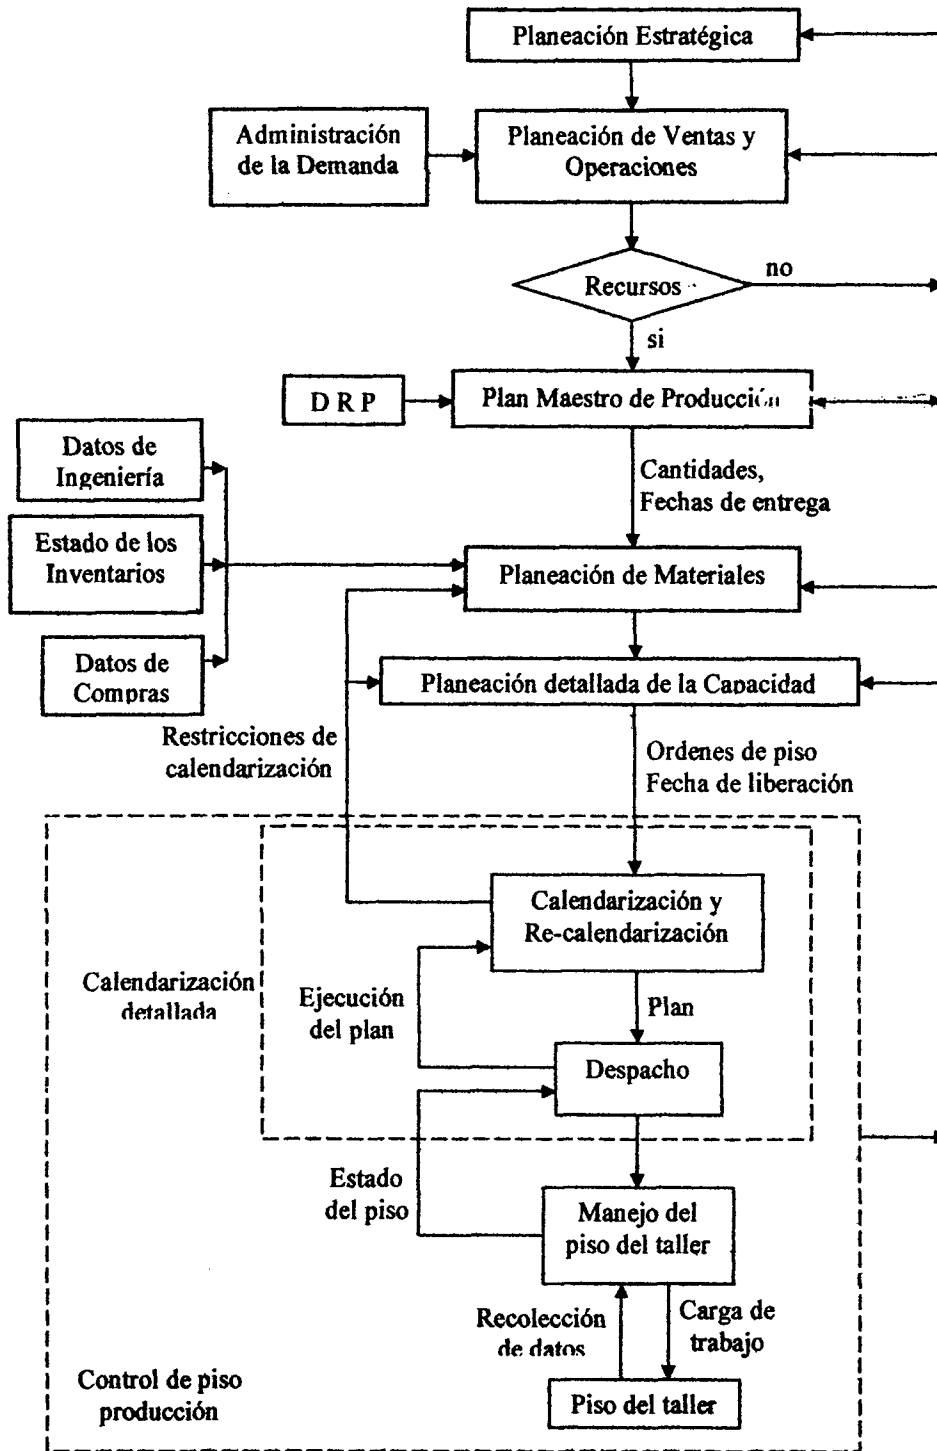 Planeación Estratégica
Administración
de la Demanda
Planeación de Ventas y
Operaciones
Recursos
no
si
D R P
Plan Maestro de Producción
Datos de
Ingeniería
Cantidades,
Fechas de entrega
Estado de los
Inventarios
Planeación de Materiales
Datos de
Compras
Planeación detallada de la Capacidad
Restricciones de
calendarización
Ordenes de piso
Fecha de liberación
Calendarización y
Re-calendarización
Calendarización
detallada
Ejecución
del plan
Plan
Despacho
Estado
del piso
Manejo del
piso del taller
Recolección
de datos
Carga de
trabajo
Control de piso
producción
Piso del taller